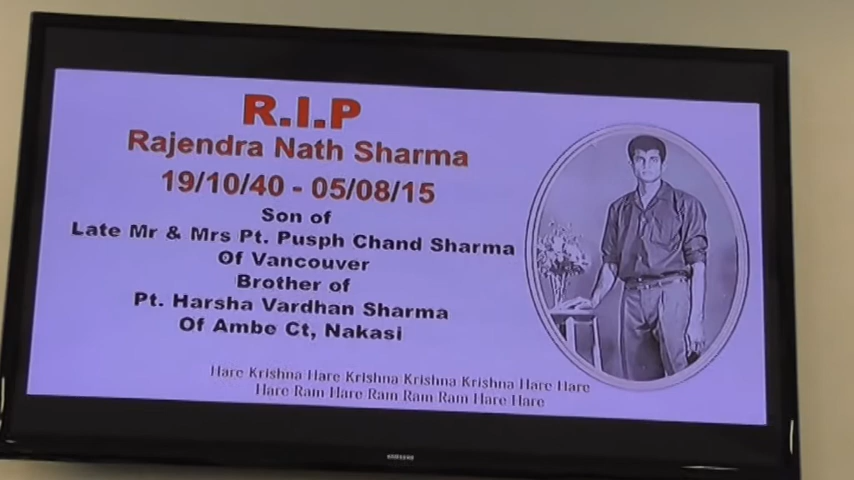 R.I.P
Rajendra Nath Sharma
19/10/40 - 05/08/15
Son of
Late Mr & Mrs Pt. Pusph Chand Sharma
Of Vancouver
Brother of
Pt. Harsha Vardhan Sharma
Of Ambe Ct, Nakasi
Hare Krishna Hare Krishna Krishna Krishna Hare Hare
Hare Ram Hare Ram Ram Ram Hare Hare
SAMSUNG